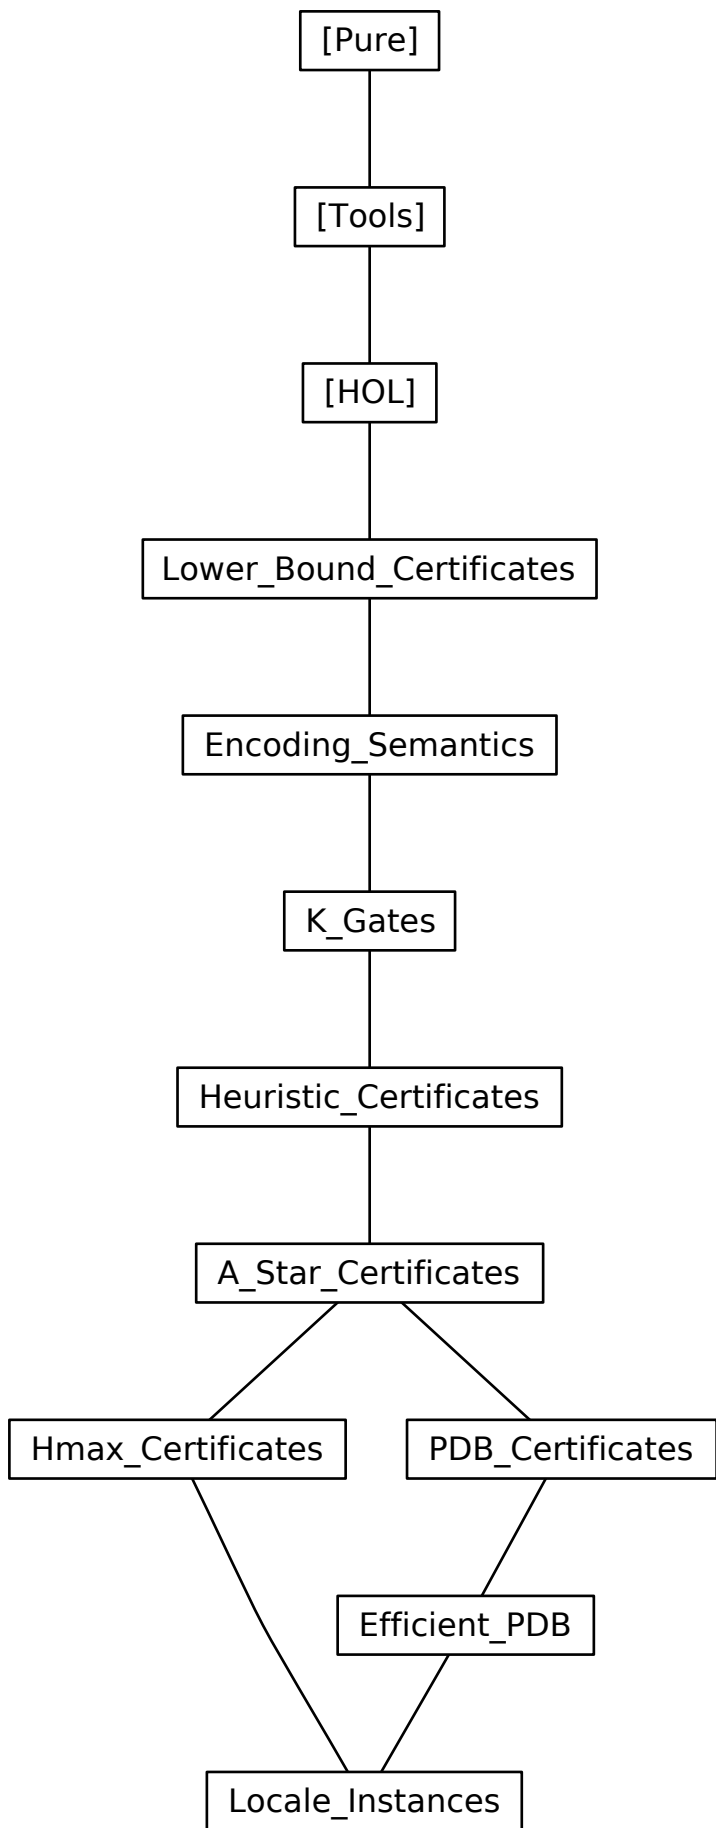 [Pure]
[Tools]
[HOL]
Lower_Bound_Certificates
Encoding_Semantics
K_Gates
Heuristic_Certificates
A_Star_Certificates
Hmax_Certificates
PDB_Certificates
Efficient_PDB
Locale_Instances